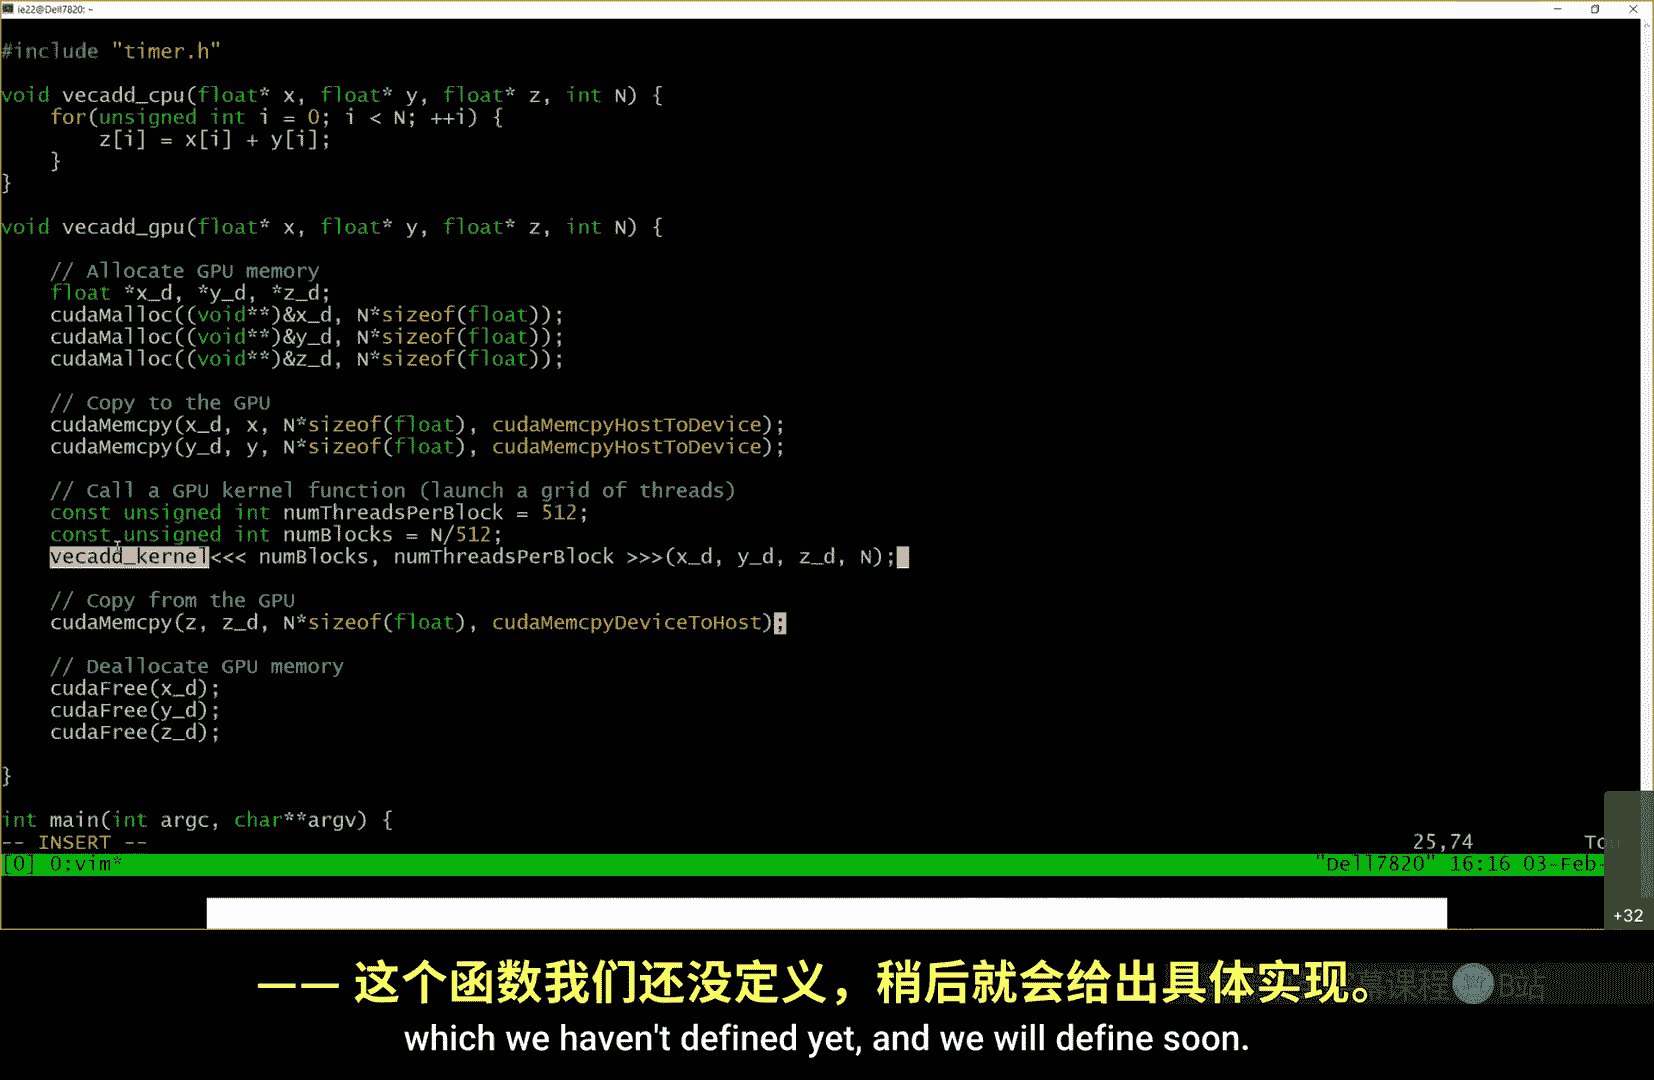 ie22@Dell7820: ~
#include "timer.h"
void vecadd_cpu(float* x, float* y, float* z, int N) {
    for(unsigned int i = 0; i < N; ++i) {
        z[i] = x[i] + y[i];
    }
}
void vecadd_gpu(float* x, float* y, float* z, int N) {
    // Allocate GPU memory
    float *x_d, *y_d, *z_d;
    cudaMalloc((void**)&x_d, N*sizeof(float));
    cudaMalloc((void**)&y_d, N*sizeof(float));
    cudaMalloc((void**)&z_d, N*sizeof(float));
    // Copy to the GPU
    cudaMemcpy(x_d, x, N*sizeof(float), cudaMemcpyHostToDevice);
    cudaMemcpy(y_d, y, N*sizeof(float), cudaMemcpyHostToDevice);
    // Call a GPU kernel function (launch a grid of threads)
    const unsigned int numThreadsPerBlock = 512;
    const unsigned int numBlocks = N/512;
    vecadd_kernel<<< numBlocks, numThreadsPerBlock >>>(x_d, y_d, z_d, N);
    // Copy from the GPU
    cudaMemcpy(z, z_d, N*sizeof(float), cudaMemcpyDeviceToHost);
    // Deallocate GPU memory
    cudaFree(x_d);
    cudaFree(y_d);
    cudaFree(z_d);
}
int main(int argc, char**argv) {
-- INSERT -- 25,74
[0] 0:vim* "Dell7820" 16:16 03-Feb-
+32
—— 这个函数我们还没定义，稍后就会给出具体实现。
课程 B站
which we haven't defined yet, and we will define soon.